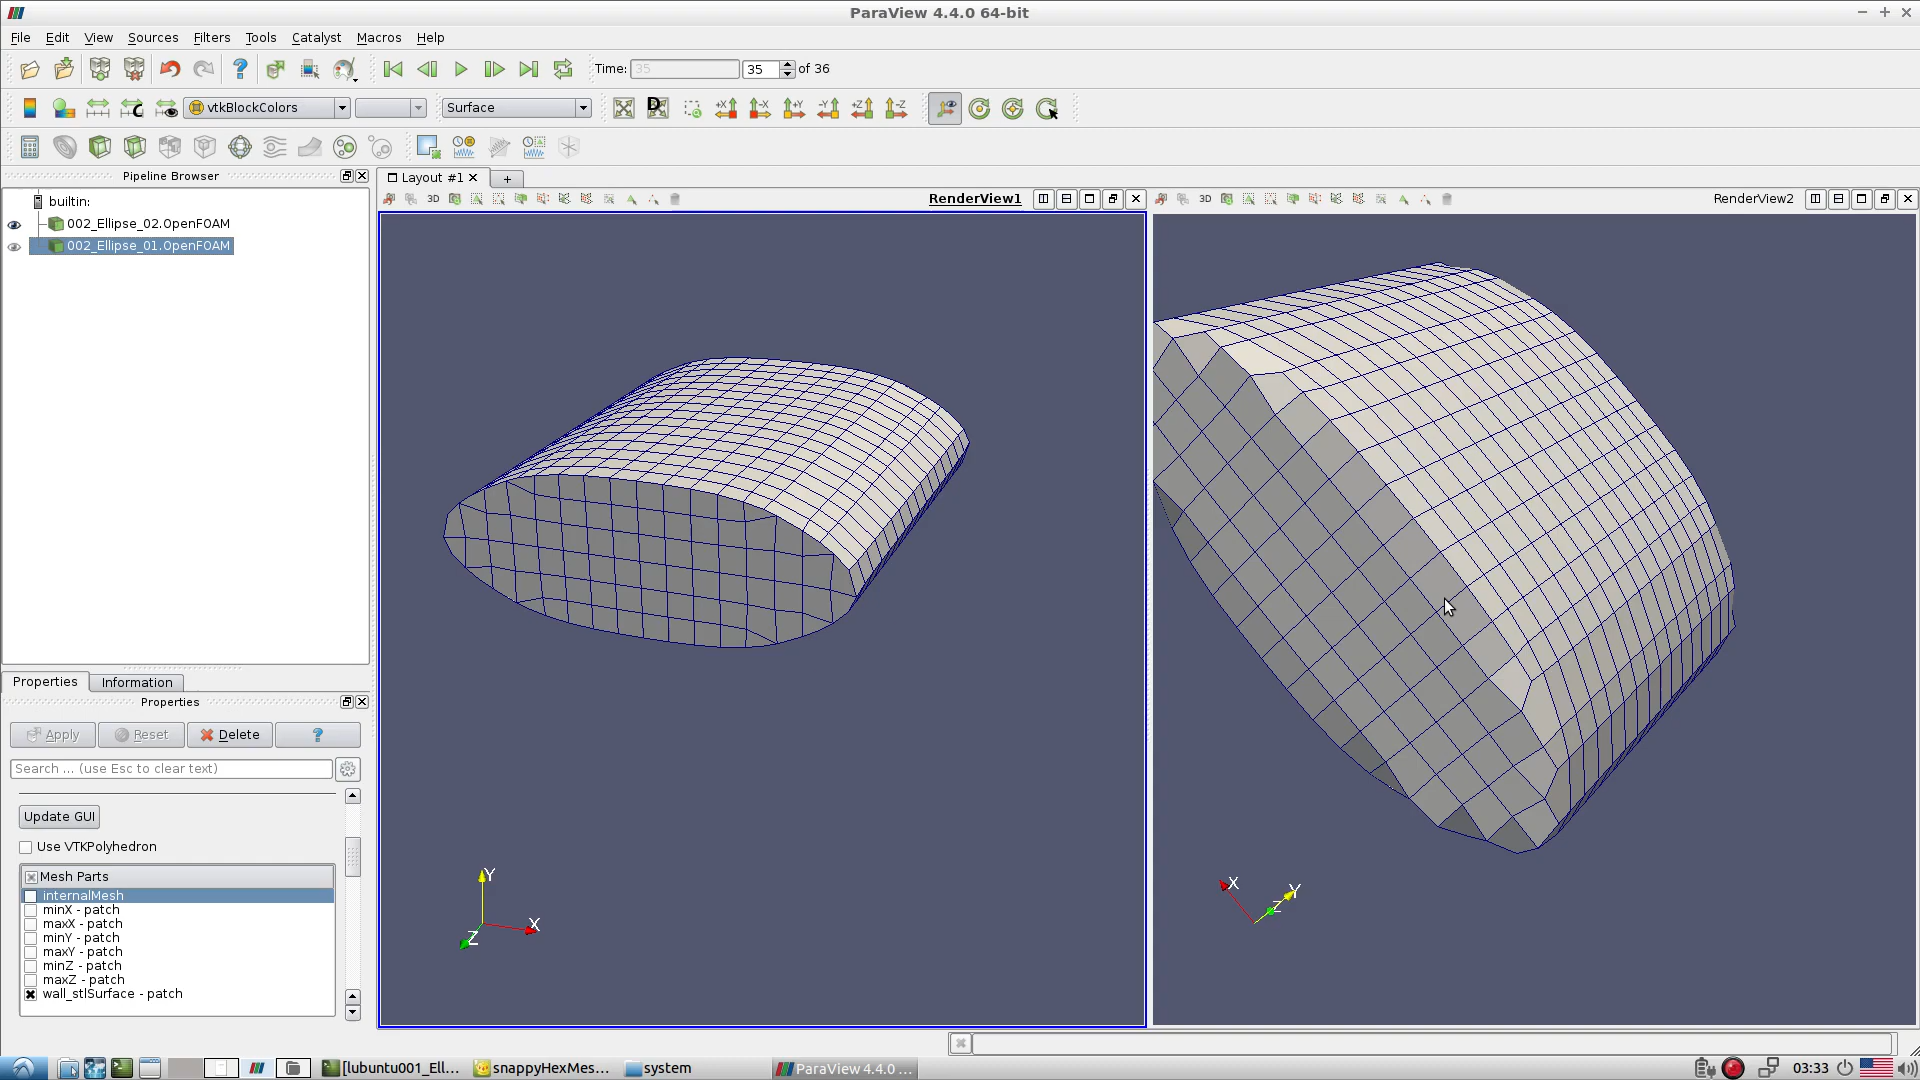 ParaView 4.4.0 64-bit
File Edit View Sources Filters Tools Catalyst Macros Help
Time: 35 35 of 36
vtkBlockColors Surface +X -X +Y -Y +Z -Z
Pipeline Browser Layout #1
3D RenderView1 3D RenderView2
builtin:
002_Ellipse_02.OpenFOAM
002_Ellipse_01.OpenFOAM
Properties Information
Properties
Apply Reset Delete ?
Search ... (use Esc to clear text)
Update GUI
Use VTKPolyhedron
Mesh Parts
internalMesh
minX - patch
maxX - patch
minY - patch
maxY - patch
minZ - patch
maxZ - patch
wall_stlSurface - patch
Y
X
Z
X
Y
Z
[lubuntu001_Ell... snappyHexMes... system ParaView 4.4.0 ... 03:33